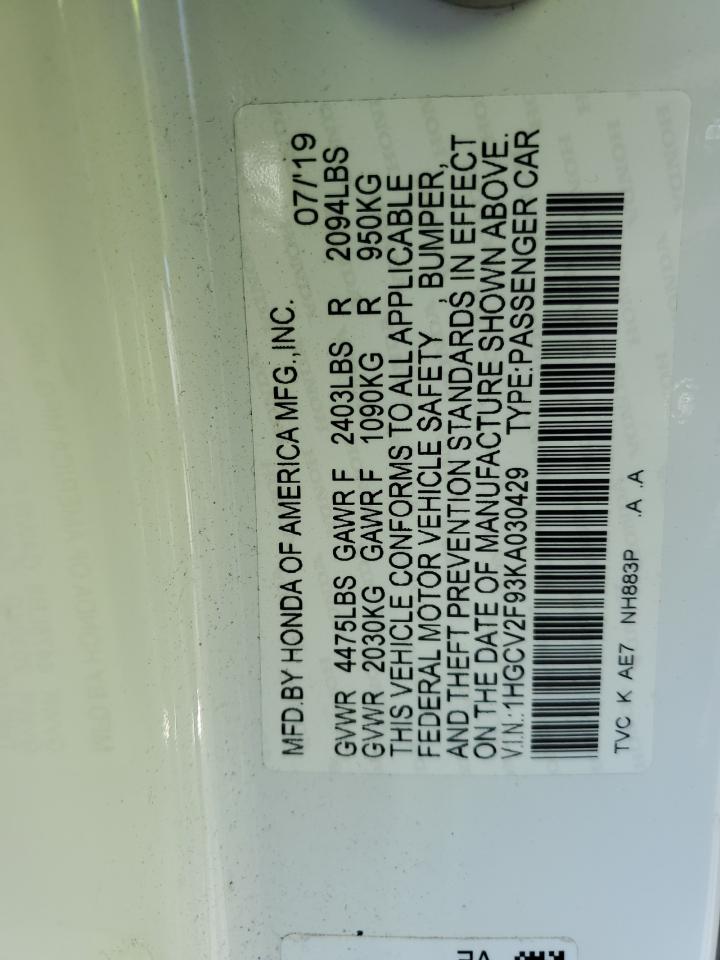 MFD.BY HONDA OF AMERICA MFG.,INC. 07/'19
GVWR 4475LBS GAWR F 2403LBS R 2094LBS
GVWR 2030KG GAWR F 1090KG R 950KG
THIS VEHICLE CONFORMS TO ALL APPLICABLE
FEDERAL MOTOR VEHICLE SAFETY , BUMPER,
AND THEFT PREVENTION STANDARDS, IN EFFECT
ON THE DATE OF MANUFACTURE SHOWN ABOVE.
V.I.N.:1HGCV2F93KA030429 TYPE:PASSENGER CAR
TVC K AE7 NH883P .A .A